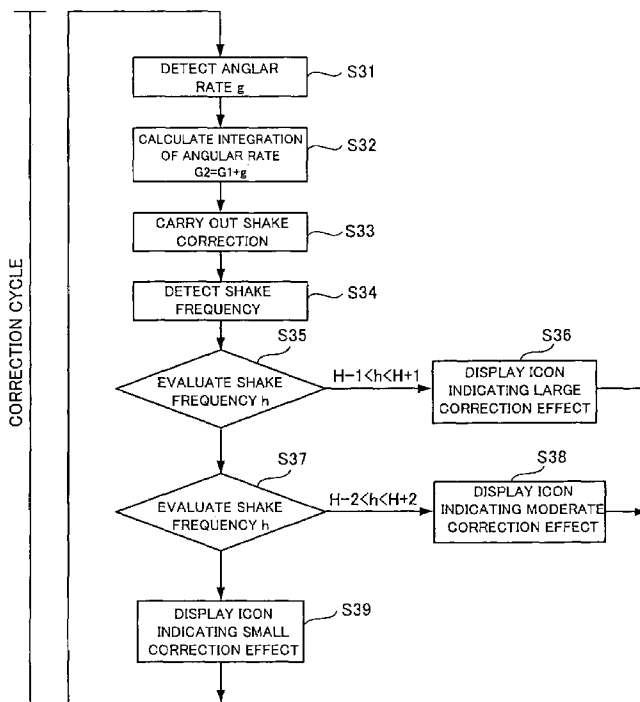 DETECT ANGLAR
RATE g
S31
CALCULATE INTEGRATION
OF ANGULAR RATE
G2=G1+g
S32
CARRY OUT SHAKE
CORRECTION
S33
DETECT SHAKE
FREQUENCY
S34
CORRECTION CYCLE
S35
EVALUATE SHAKE
FREQUENCY h
H-1<h<H+1
S36
DISPLAY ICON
INDICATING LARGE
CORRECTION EFFECT
S37
EVALUATE SHAKE
FREQUENCY h
H-2<h<H+2
S38
DISPLAY ICON
INDICATING MODERATE
CORRECTION EFFECT
DISPLAY ICON
INDICATING SMALL
CORRECTION EFFECT
S39